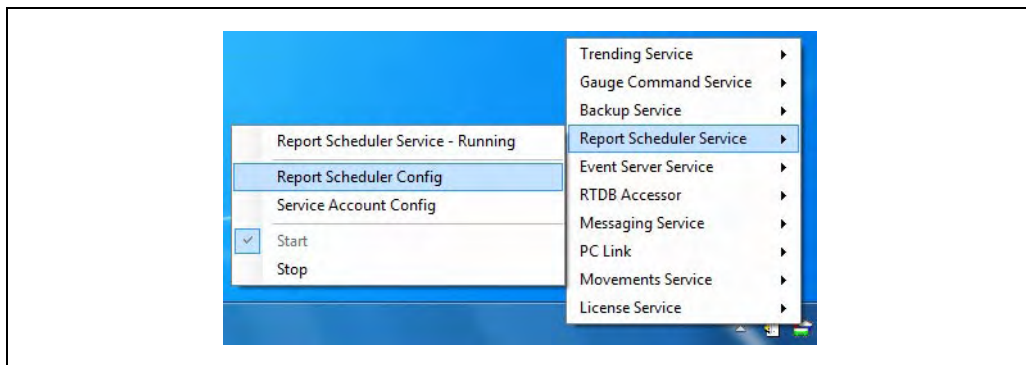 Trending Service
Gauge Command Service
Backup Service
Report Scheduler Service
Event Server Service
RTDB Accessor
Messaging Service
PC Link
Movements Service
License Service
Report Scheduler Service - Running
Report Scheduler Config
Service Account Config
Start
Stop